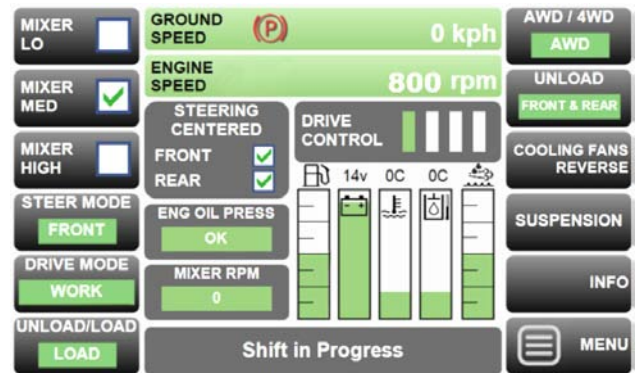 MIXER
LO
MIXER
MED
MIXER
HIGH
STEER MODE
FRONT
DRIVE MODE
WORK
UNLOAD/LOAD
LOAD
GROUND
SPEED
P
0 kph
ENGINE
SPEED
800 rpm
STEERING
CENTERED
FRONT
REAR
ENG OIL PRESS
OK
MIXER RPM
0
DRIVE
CONTROL
14v 0C 0C
Shift in Progress
AWD / 4WD
AWD
UNLOAD
FRONT & REAR
COOLING FANS
REVERSE
SUSPENSION
INFO
MENU